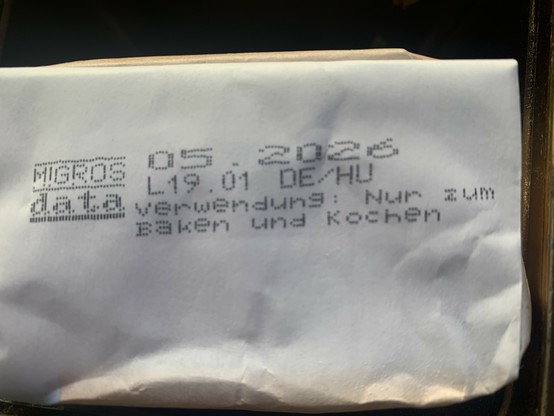 MIGROS data
05.2026
L19.01 DE/HU
Verwendung: Nur zum
Baken und Kochen